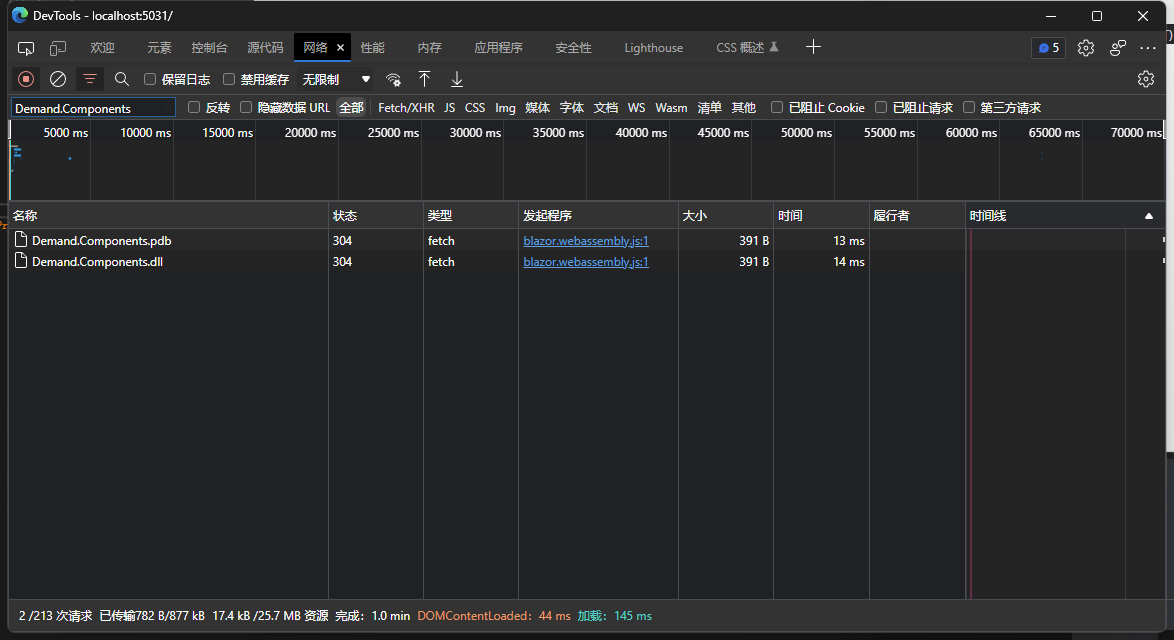 DevTools - localhost:5031/
欢迎 元素 控制台 源代码 网络 性能 内存 应用程序 安全性 Lighthouse CSS 概述 5
保留日志 禁用缓存 无限制
Demand.Components 反转 隐藏数据 URL 全部 Fetch/XHR JS CSS Img 媒体 字体 文档 WS Wasm 清单 其他 已阻止 Cookie 已阻止请求 第三方请求
5000 ms 10000 ms 15000 ms 20000 ms 25000 ms 30000 ms 35000 ms 40000 ms 45000 ms 50000 ms 55000 ms 60000 ms 65000 ms 70000 ms
名称 状态 类型 发起程序 大小 时间 履行者 时间线
Demand.Components.pdb 304 fetch blazor.webassembly.js:1 391 B 13 ms
Demand.Components.dll 304 fetch blazor.webassembly.js:1 391 B 14 ms
2 /213 次请求 已传输782 B/877 kB 17.4 kB /25.7 MB 资源 完成：1.0 min DOMContentLoaded：44 ms 加载：145 ms